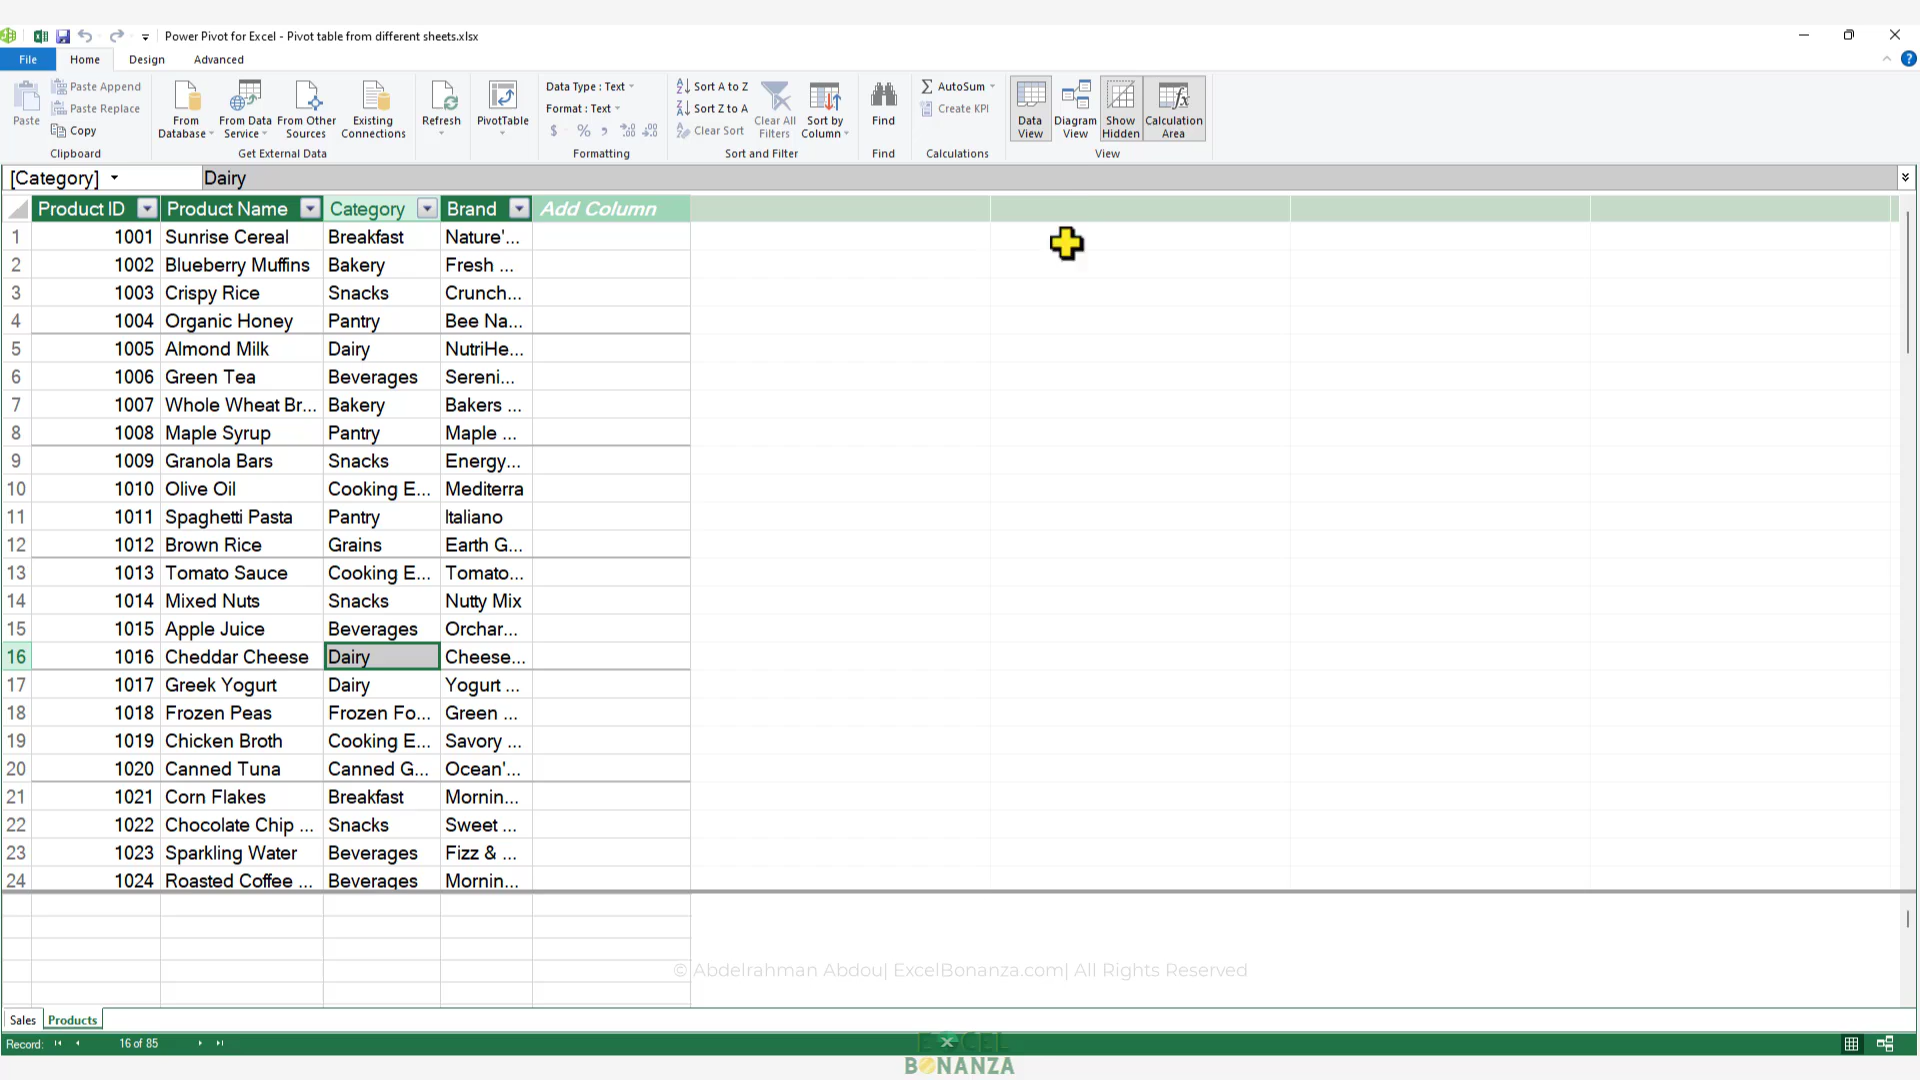 Power Pivot for Excel - Pivot table from different sheets.xlsx
File Home Design Advanced
Paste
Paste Append
Paste Replace
Copy
Clipboard
From Database
From Data Service
From Other Sources
Existing Connections
Get External Data
Refresh
PivotTable
Data Type : Text
Format : Text
$ % ,
Formatting
Sort A to Z
Sort Z to A
Clear Sort
Clear All Filters
Sort by Column
Sort and Filter
Find
Find
AutoSum
Create KPI
Calculations
Data View
Diagram View
Show Hidden
Calculation Area
View
[Category] Dairy
Product ID Product Name Category Brand Add Column
1 1001 Sunrise Cereal Breakfast Nature'...
2 1002 Blueberry Muffins Bakery Fresh ...
3 1003 Crispy Rice Snacks Crunch...
4 1004 Organic Honey Pantry Bee Na...
5 1005 Almond Milk Dairy NutriHe...
6 1006 Green Tea Beverages Sereni...
7 1007 Whole Wheat Br... Bakery Bakers ...
8 1008 Maple Syrup Pantry Maple ...
9 1009 Granola Bars Snacks Energy...
10 1010 Olive Oil Cooking E... Mediterra
11 1011 Spaghetti Pasta Pantry Italiano
12 1012 Brown Rice Grains Earth G...
13 1013 Tomato Sauce Cooking E... Tomato...
14 1014 Mixed Nuts Snacks Nutty Mix
15 1015 Apple Juice Beverages Orchar...
16 1016 Cheddar Cheese Dairy Cheese...
17 1017 Greek Yogurt Dairy Yogurt ...
18 1018 Frozen Peas Frozen Fo... Green ...
19 1019 Chicken Broth Cooking E... Savory ...
20 1020 Canned Tuna Canned G... Ocean'...
21 1021 Corn Flakes Breakfast Mornin...
22 1022 Chocolate Chip ... Snacks Sweet ...
23 1023 Sparkling Water Beverages Fizz & ...
24 1024 Roasted Coffee ... Beverages Mornin...
© Abdelrahman Abdou| ExcelBonanza.com| All Rights Reserved
Sales Products
Record: 16 of 85
EXCEL
BONANZA